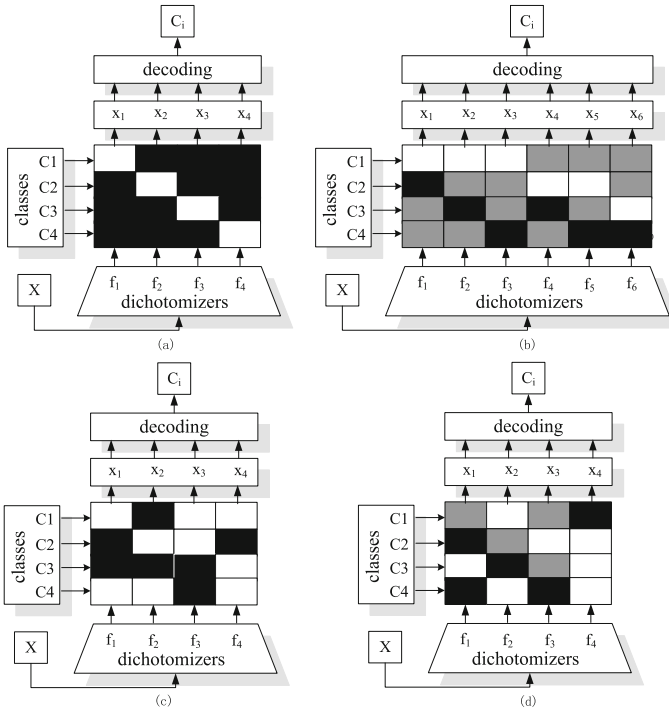 Ci
decoding
x1 x2 x3 x4
classes
C1
C2
C3
C4
f1 f2 f3 f4
X
dichotomizers
(a)
Ci
decoding
x1 x2 x3 x4 x5 x6
classes
C1
C2
C3
C4
f1 f2 f3 f4 f5 f6
X
dichotomizers
(b)
Ci
decoding
x1 x2 x3 x4
classes
C1
C2
C3
C4
f1 f2 f3 f4
X
dichotomizers
(c)
Ci
decoding
x1 x2 x3 x4
classes
C1
C2
C3
C4
f1 f2 f3 f4
X
dichotomizers
(d)